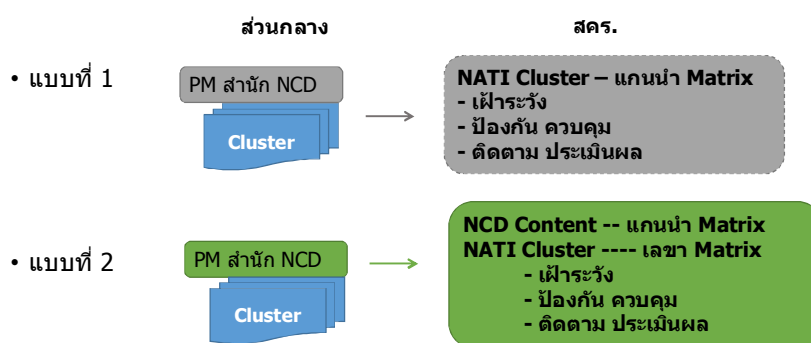 ส่วนกลาง
สคร.
• แบบที่ 1
PM สำนัก NCD
Cluster
NATI Cluster – แกนนำ Matrix
- เฝ้าระวัง
- ป้องกัน ควบคุม
- ติดตาม ประเมินผล
• แบบที่ 2
PM สำนัก NCD
Cluster
NCD Content -- แกนนำ Matrix
NATI Cluster ---- เลขา Matrix
- เฝ้าระวัง
- ป้องกัน ควบคุม
- ติดตาม ประเมินผล